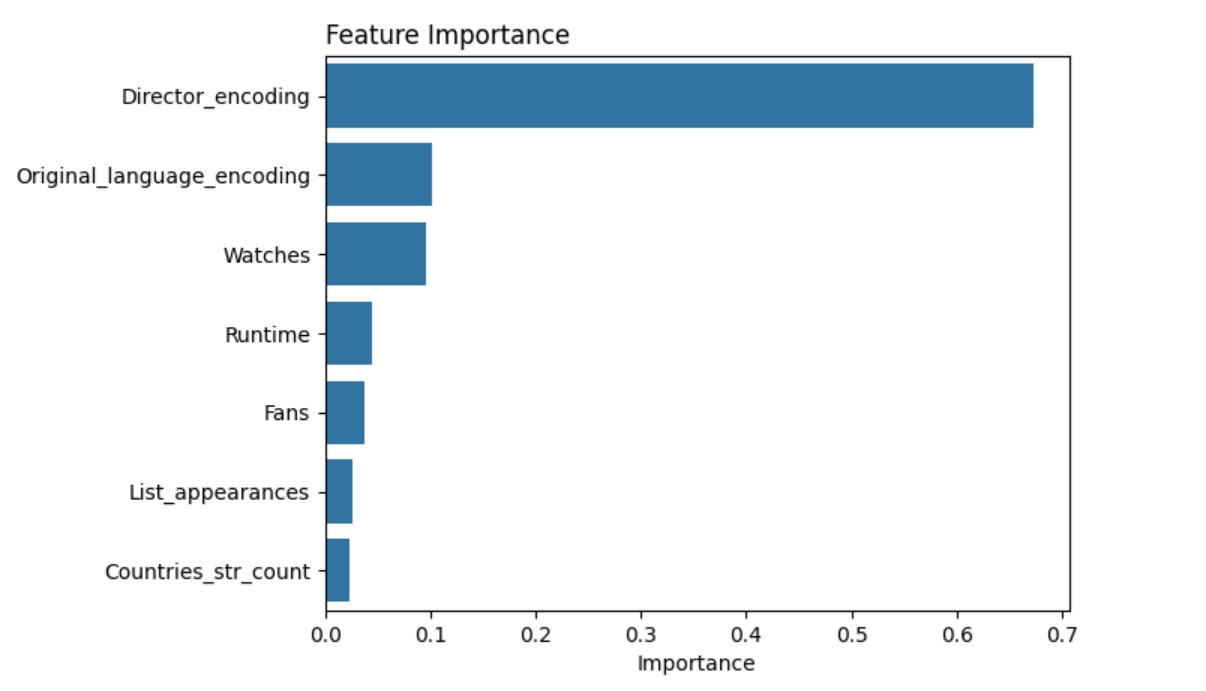 Feature Importance
Director_encoding
Original_language_encoding
Watches
Runtime
Fans
List_appearances
Countries_str_count
0.0 0.1 0.2 0.3 0.4 0.5 0.6 0.7
Importance